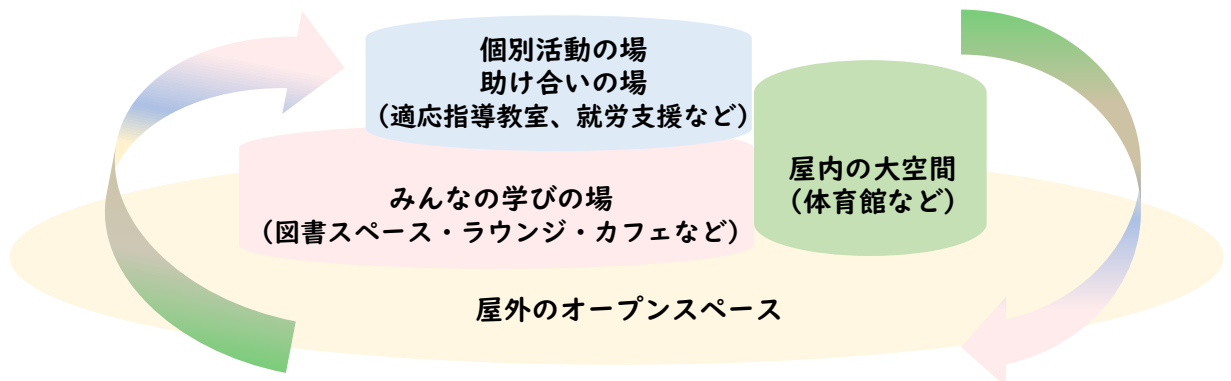 個別活動の場
助け合いの場
（適応指導教室、就労支援など）
みんなの学びの場
（図書スペース・ラウンジ・カフェなど）
屋内の大空間
（体育館など）
屋外のオープンスペース